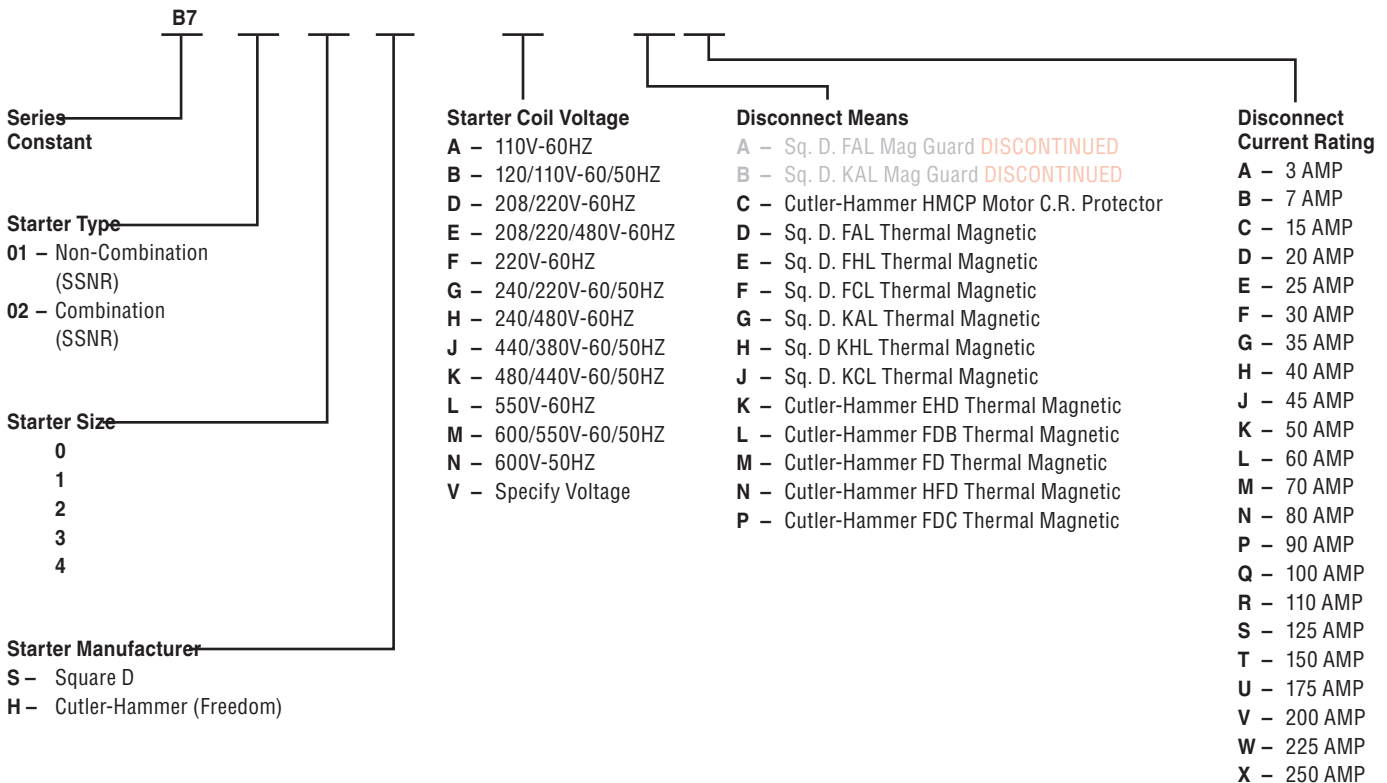 B7
Series
Constant
Starter Type
01 – Non-Combination
(SSNR)
02 – Combination
(SSNR)
Starter Size
0
1
2
3
4
Starter Manufacturer
S – Square D
H – Cutler-Hammer (Freedom)
Starter Coil Voltage
A – 110V-60HZ
B – 120/110V-60/50HZ
D – 208/220V-60HZ
E – 208/220/480V-60HZ
F – 220V-60HZ
G – 240/220V-60/50HZ
H – 240/480V-60HZ
J – 440/380V-60/50HZ
K – 480/440V-60/50HZ
L – 550V-60HZ
M – 600/550V-60/50HZ
N – 600V-50HZ
V – Specify Voltage
Disconnect Means
A – Sq. D. FAL Mag Guard DISCONTINUED
B – Sq. D. KAL Mag Guard DISCONTINUED
C – Cutler-Hammer HMCP Motor C.R. Protector
D – Sq. D. FAL Thermal Magnetic
E – Sq. D. FHL Thermal Magnetic
F – Sq. D. FCL Thermal Magnetic
G – Sq. D. KAL Thermal Magnetic
H – Sq. D KHL Thermal Magnetic
J – Sq. D. KCL Thermal Magnetic
K – Cutler-Hammer EHD Thermal Magnetic
L – Cutler-Hammer FDB Thermal Magnetic
M – Cutler-Hammer FD Thermal Magnetic
N – Cutler-Hammer HFD Thermal Magnetic
P – Cutler-Hammer FDC Thermal Magnetic
Disconnect
Current Rating
A – 3 AMP
B – 7 AMP
C – 15 AMP
D – 20 AMP
E – 25 AMP
F – 30 AMP
G – 35 AMP
H – 40 AMP
J – 45 AMP
K – 50 AMP
L – 60 AMP
M – 70 AMP
N – 80 AMP
P – 90 AMP
Q – 100 AMP
R – 110 AMP
S – 125 AMP
T – 150 AMP
U – 175 AMP
V – 200 AMP
W – 225 AMP
X – 250 AMP